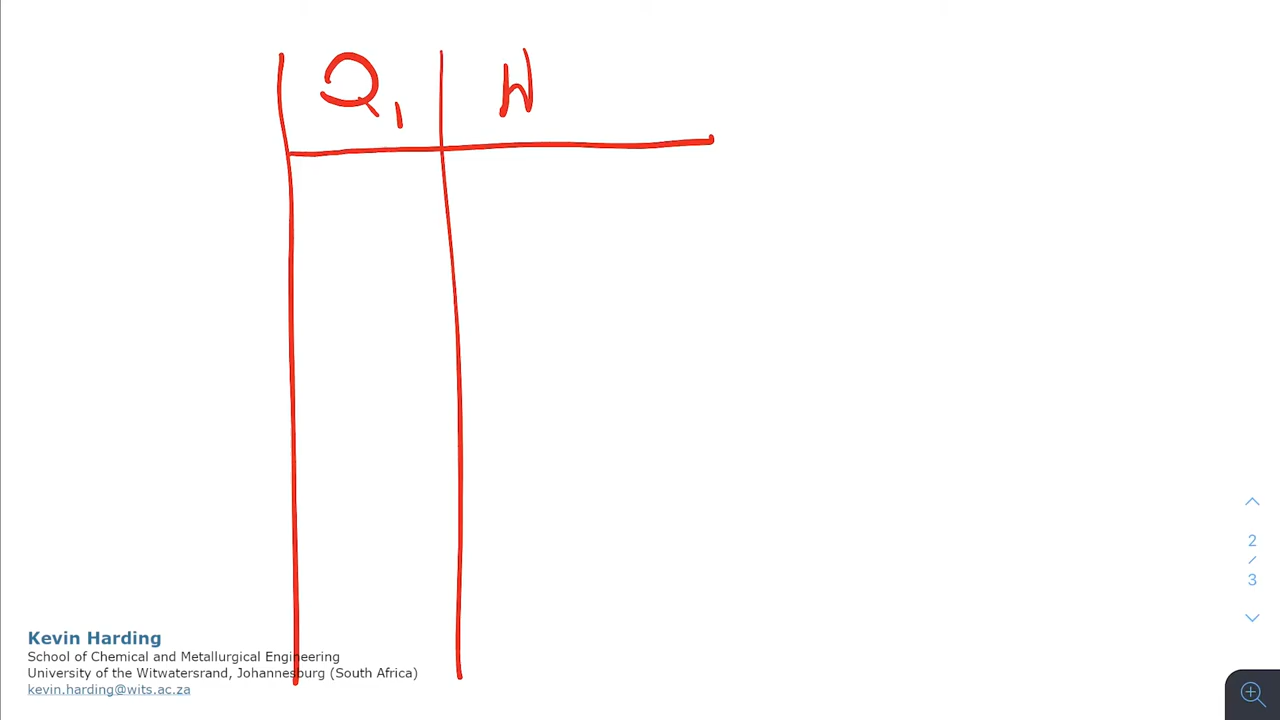 Q1 W
Kevin Harding
School of Chemical and Metallurgical Engineering
University of the Witwatersrand, Johannesburg (South Africa)
kevin.harding@wits.ac.za
2
/
3